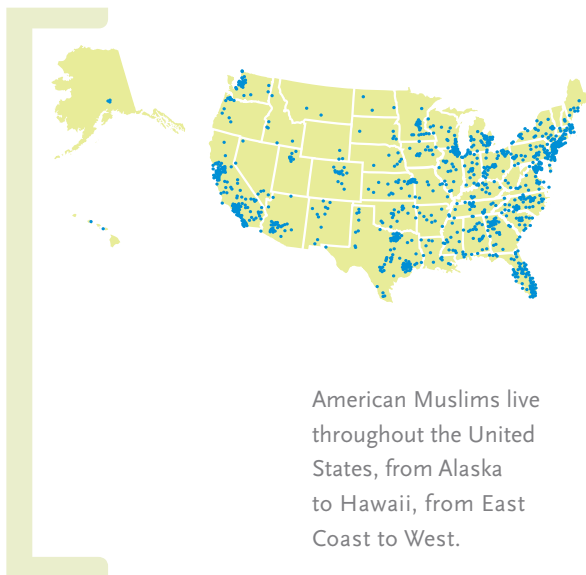 American Muslims live
throughout the United
States, from Alaska
to Hawaii, from East
Coast to West.